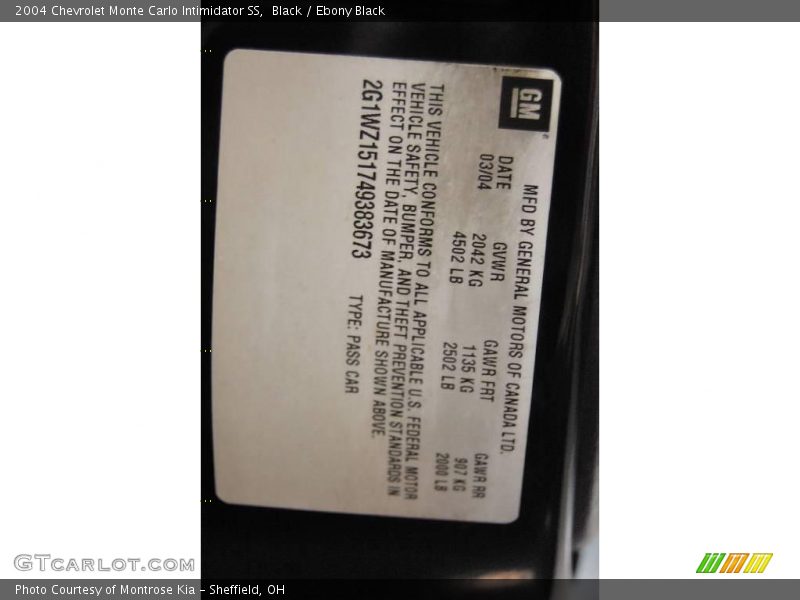 2004 Chevrolet Monte Carlo Intimidator SS,  Black / Ebony Black
GM
MFD BY GENERAL MOTORS OF CANADA LTD.
DATE GVWR GAWR FRT GAWR RR
03/04 2042 KG 1135 KG 907 KG
4502 LB 2502 LB 2000 LB
THIS VEHICLE CONFORMS TO ALL APPLICABLE U.S. FEDERAL MOTOR
VEHICLE SAFETY, BUMPER, AND THEFT PREVENTION STANDARDS IN
EFFECT ON THE DATE OF MANUFACTURE SHOWN ABOVE.
2G1WZ151749383673 TYPE: PASS CAR
GTCARLOT.COM
Photo Courtesy of Montrose Kia – Sheffield, OH